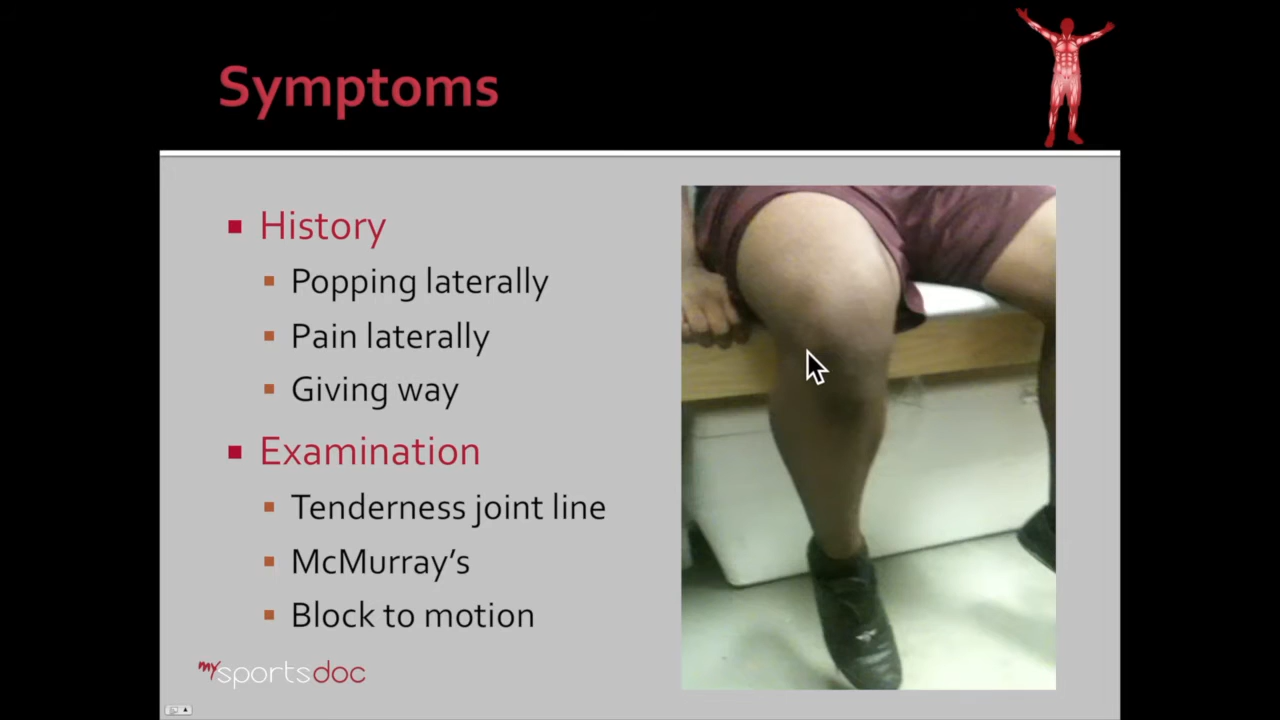 Symptoms
History
Popping laterally
Pain laterally
Giving way
Examination
Tenderness joint line
McMurray’s
Block to motion
mysportsdoc